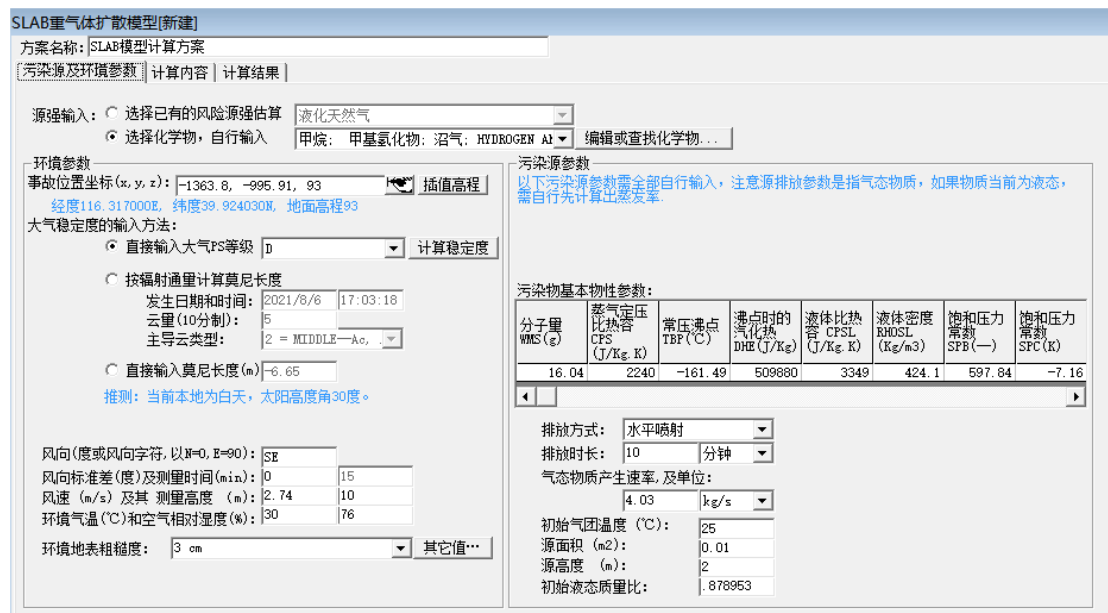 SLAB重气体扩散模型[新建]
方案名称: SLAB模型计算方案
污染源及环境参数 计算内容 计算结果
源强输入: 选择已有的风险源强估算 液化天然气
选择化学物,自行输入 甲烷; 甲基氢化物; 沼气; HYDROGEN 编辑或查找化学物...
环境参数
事故位置坐标(x,y,z): -1363.8, -995.91, 93 插值高程
经度116.317000E, 纬度39.924030N, 地面高程93
大气稳定度的输入方法:
直接输入大气PS等级 D 计算稳定度
按辐射通量计算莫尼长度
发生日期和时间: 2021/8/6 17:03:18
云量(10分制): 5
主导云类型: 2 = MIDDLE—Ac, .
直接输入莫尼长度(m) -6.65
推测: 当前本地为白天, 太阳高度角30度。
风向(度或风向字符,以N=0,E=90): SE
风向标准差(度)及测量时间(min): 0 15
风速 (m/s) 及其 测量高度 (m): 2.74 10
环境气温(℃)和空气相对湿度(%): 30 76
环境地表粗糙度: 3 cm 其它值…
污染源参数
以下污染源参数需全部自行输入,注意源排放参数是指气态物质,如果物质当前为液态,
需自行先计算出蒸发率.
污染物基本物性参数:
分子量 WMS(g) 蒸气定压比热容 CPS (J/Kg.K) 常压沸点 TBP(℃) 沸点时的汽化热 DHE(J/Kg) 液体比热容 CPSL (J/Kg.K) 液体密度 RHOSL (Kg/m3) 饱和压力常数 SPB(—) 饱和压力常数 SPC(K)
16.04 2240 -161.49 509880 3349 424.1 597.84 -7.16
排放方式: 水平喷射
排放时长: 10 分钟
气态物质产生速率,及单位:
4.03 kg/s
初始气团温度 (℃): 25
源面积 (m2): 0.01
源高度 (m): 2
初始液态质量比: .878953